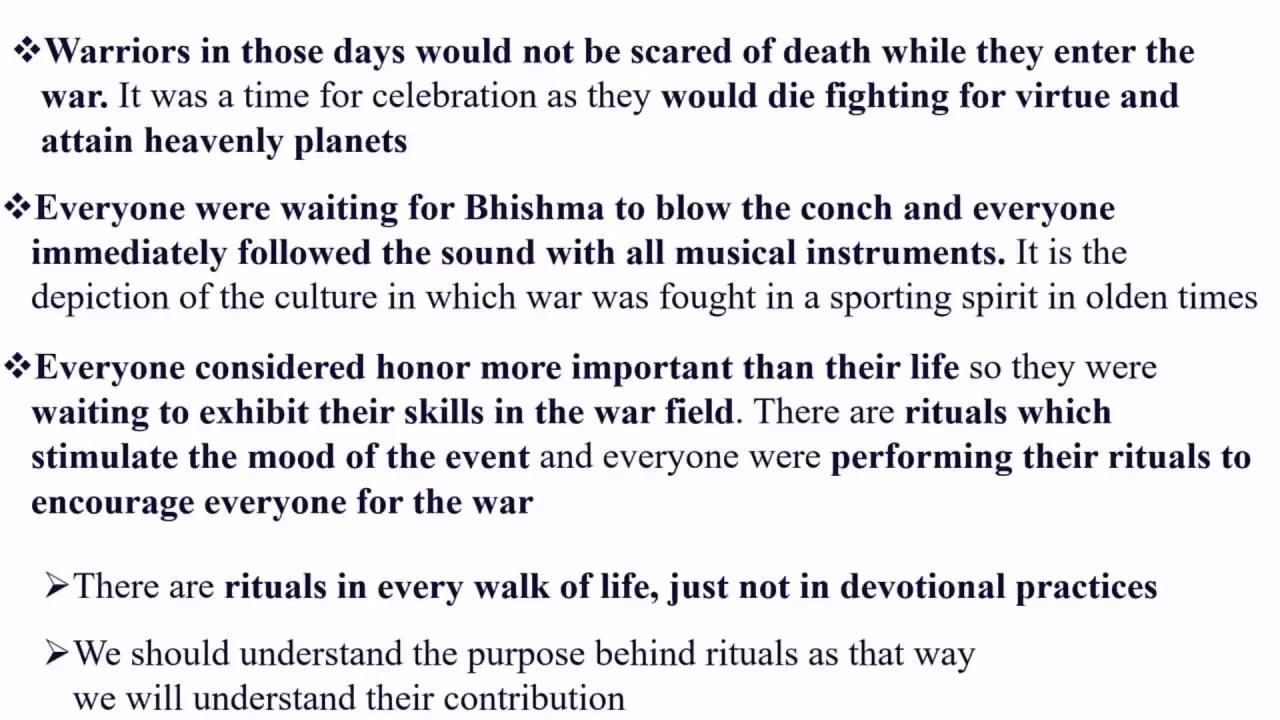 ❖Warriors in those days would not be scared of death while they enter the
war. It was a time for celebration as they would die fighting for virtue and
attain heavenly planets
❖Everyone were waiting for Bhishma to blow the conch and everyone
immediately followed the sound with all musical instruments. It is the
depiction of the culture in which war was fought in a sporting spirit in olden times
❖Everyone considered honor more important than their life so they were
waiting to exhibit their skills in the war field. There are rituals which
stimulate the mood of the event and everyone were performing their rituals to
encourage everyone for the war
➢There are rituals in every walk of life, just not in devotional practices
➢We should understand the purpose behind rituals as that way
we will understand their contribution